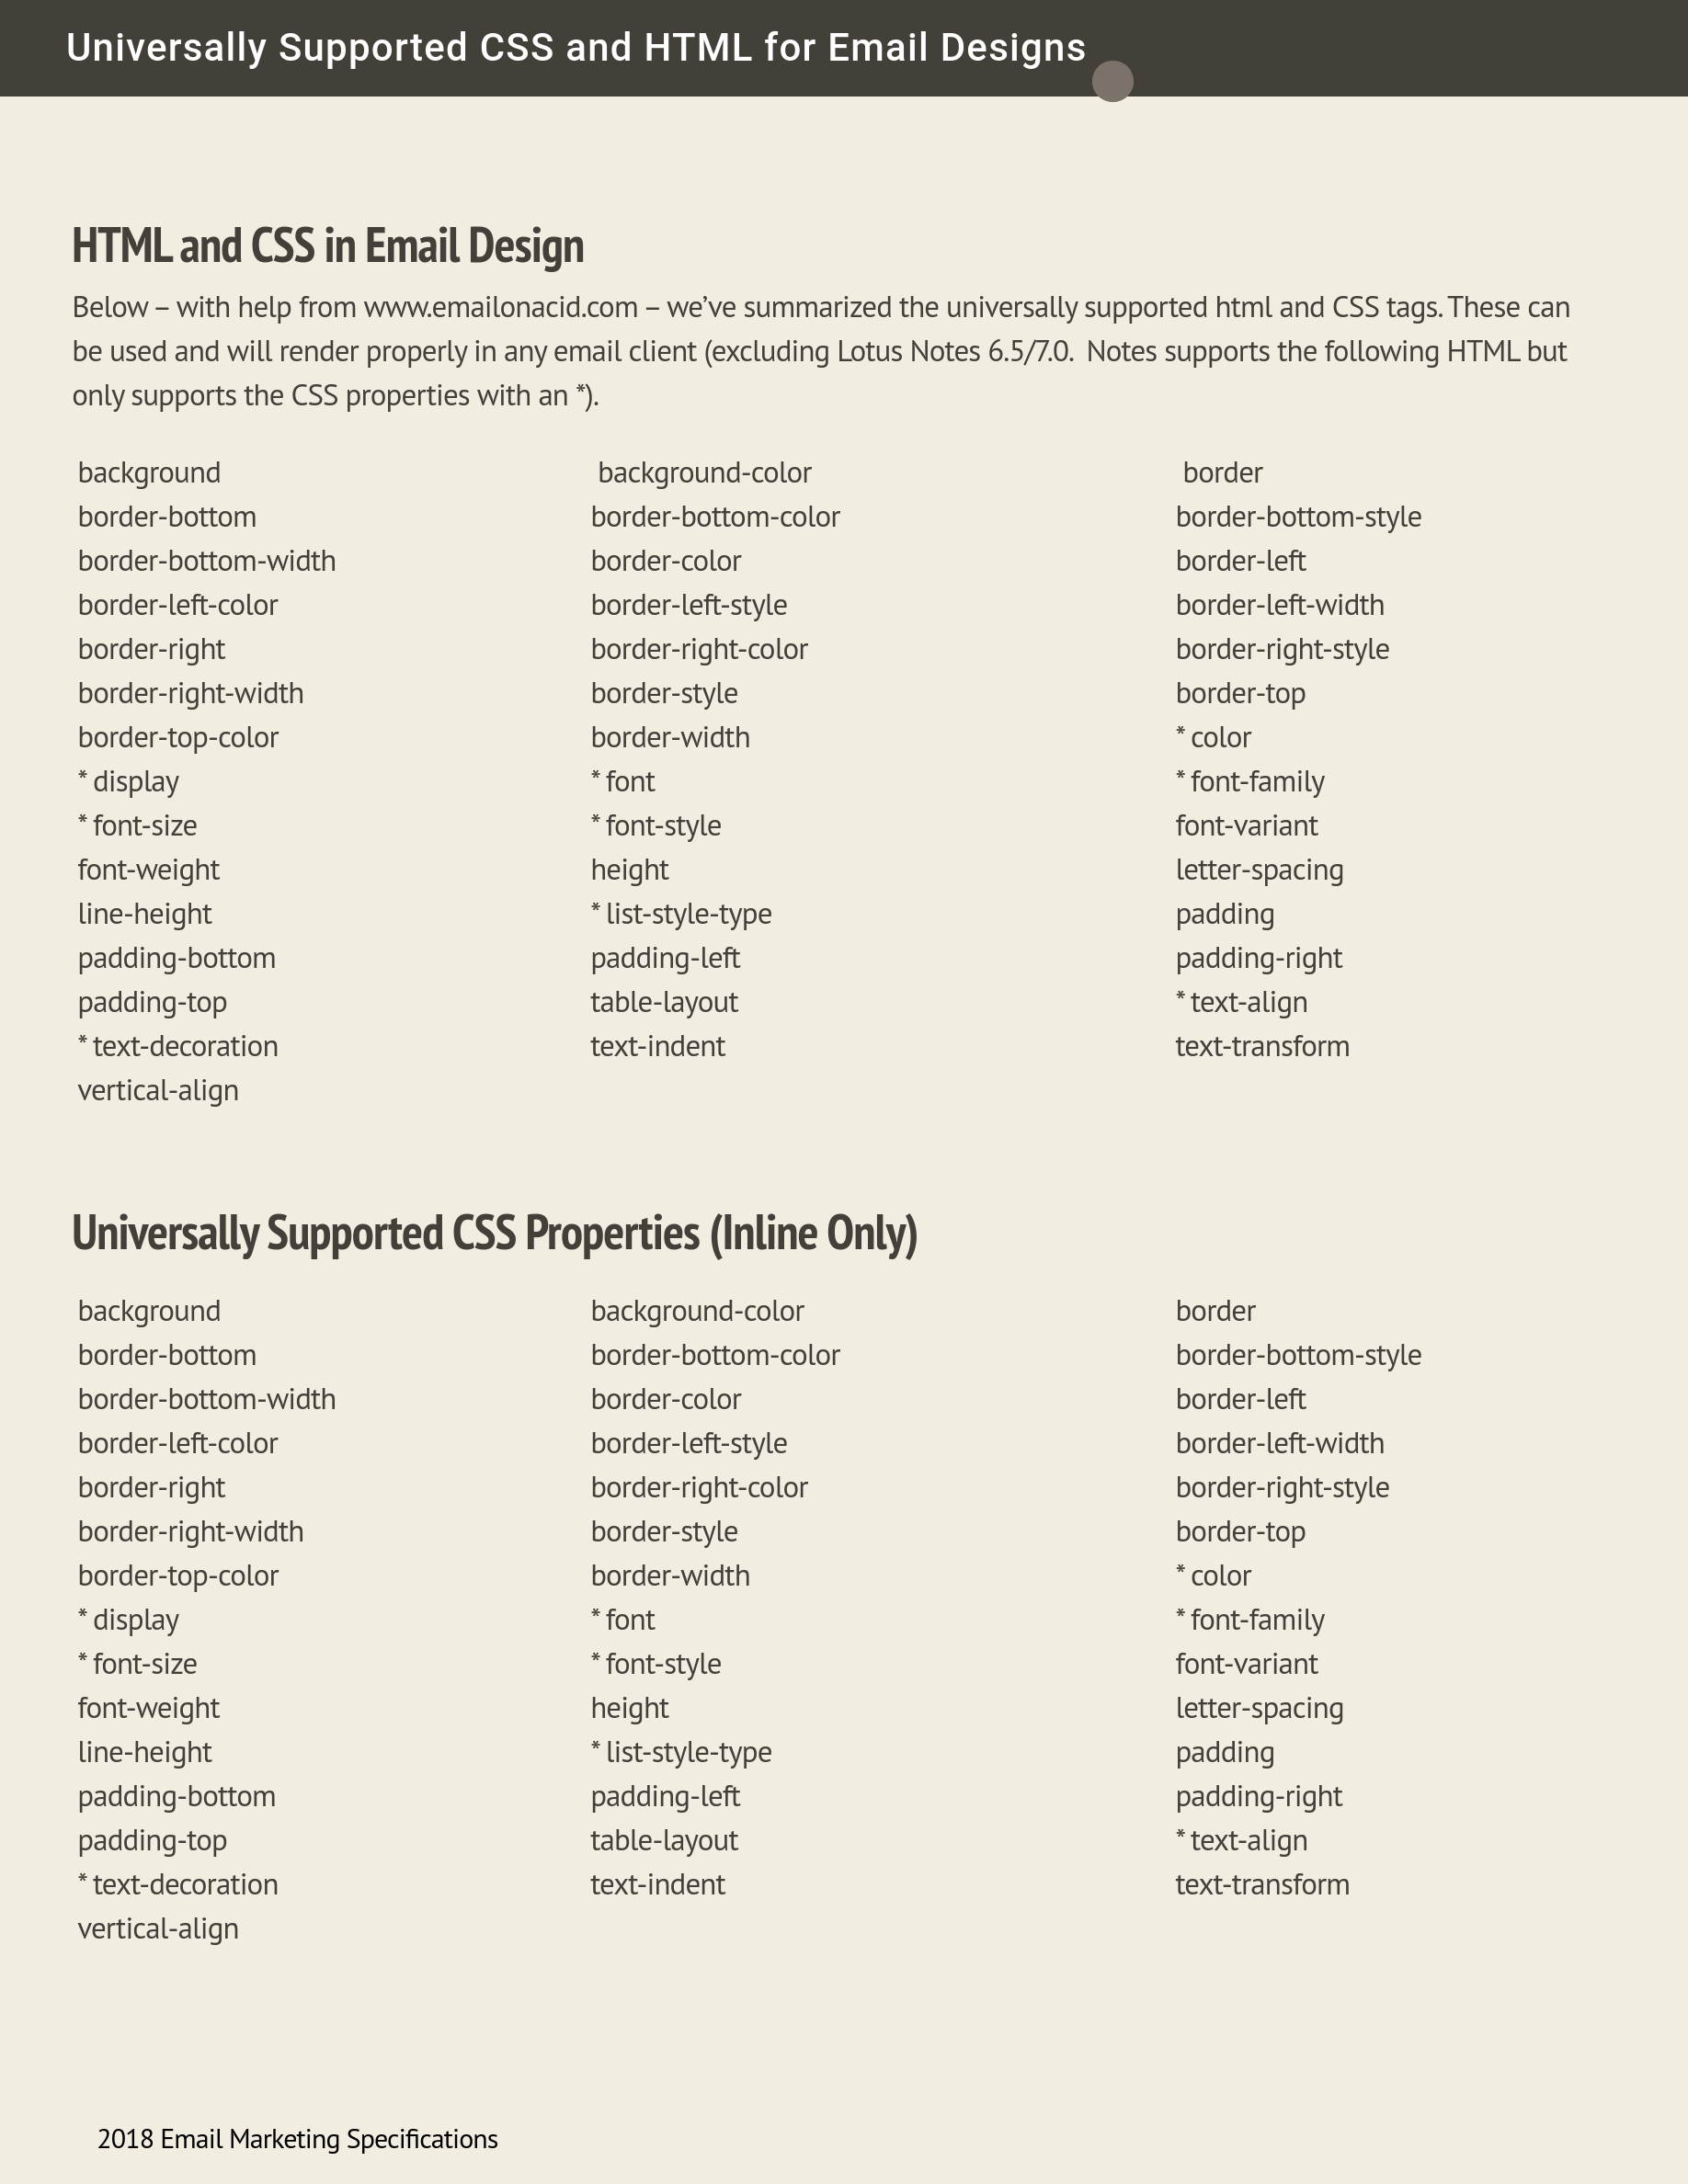 Universally Supported CSS and HTML for Email Designs
HTML and CSS in Email Design
Below – with help from www.emailonacid.com – we’ve summarized the universally supported html and CSS tags. These can
be used and will render properly in any email client (excluding Lotus Notes 6.5/7.0.  Notes supports the following HTML but
only supports the CSS properties with an *).
background background-color border
border-bottom border-bottom-color border-bottom-style
border-bottom-width border-color border-left
border-left-color border-left-style border-left-width
border-right border-right-color border-right-style
border-right-width border-style border-top
border-top-color border-width * color
* display * font * font-family
* font-size * font-style font-variant
font-weight height letter-spacing
line-height * list-style-type padding
padding-bottom padding-left padding-right
padding-top table-layout * text-align
* text-decoration text-indent text-transform
vertical-align
Universally Supported CSS Properties (Inline Only)
background background-color border
border-bottom border-bottom-color border-bottom-style
border-bottom-width border-color border-left
border-left-color border-left-style border-left-width
border-right border-right-color border-right-style
border-right-width border-style border-top
border-top-color border-width * color
* display * font * font-family
* font-size * font-style font-variant
font-weight height letter-spacing
line-height * list-style-type padding
padding-bottom padding-left padding-right
padding-top table-layout * text-align
* text-decoration text-indent text-transform
vertical-align
2018 Email Marketing Specifications